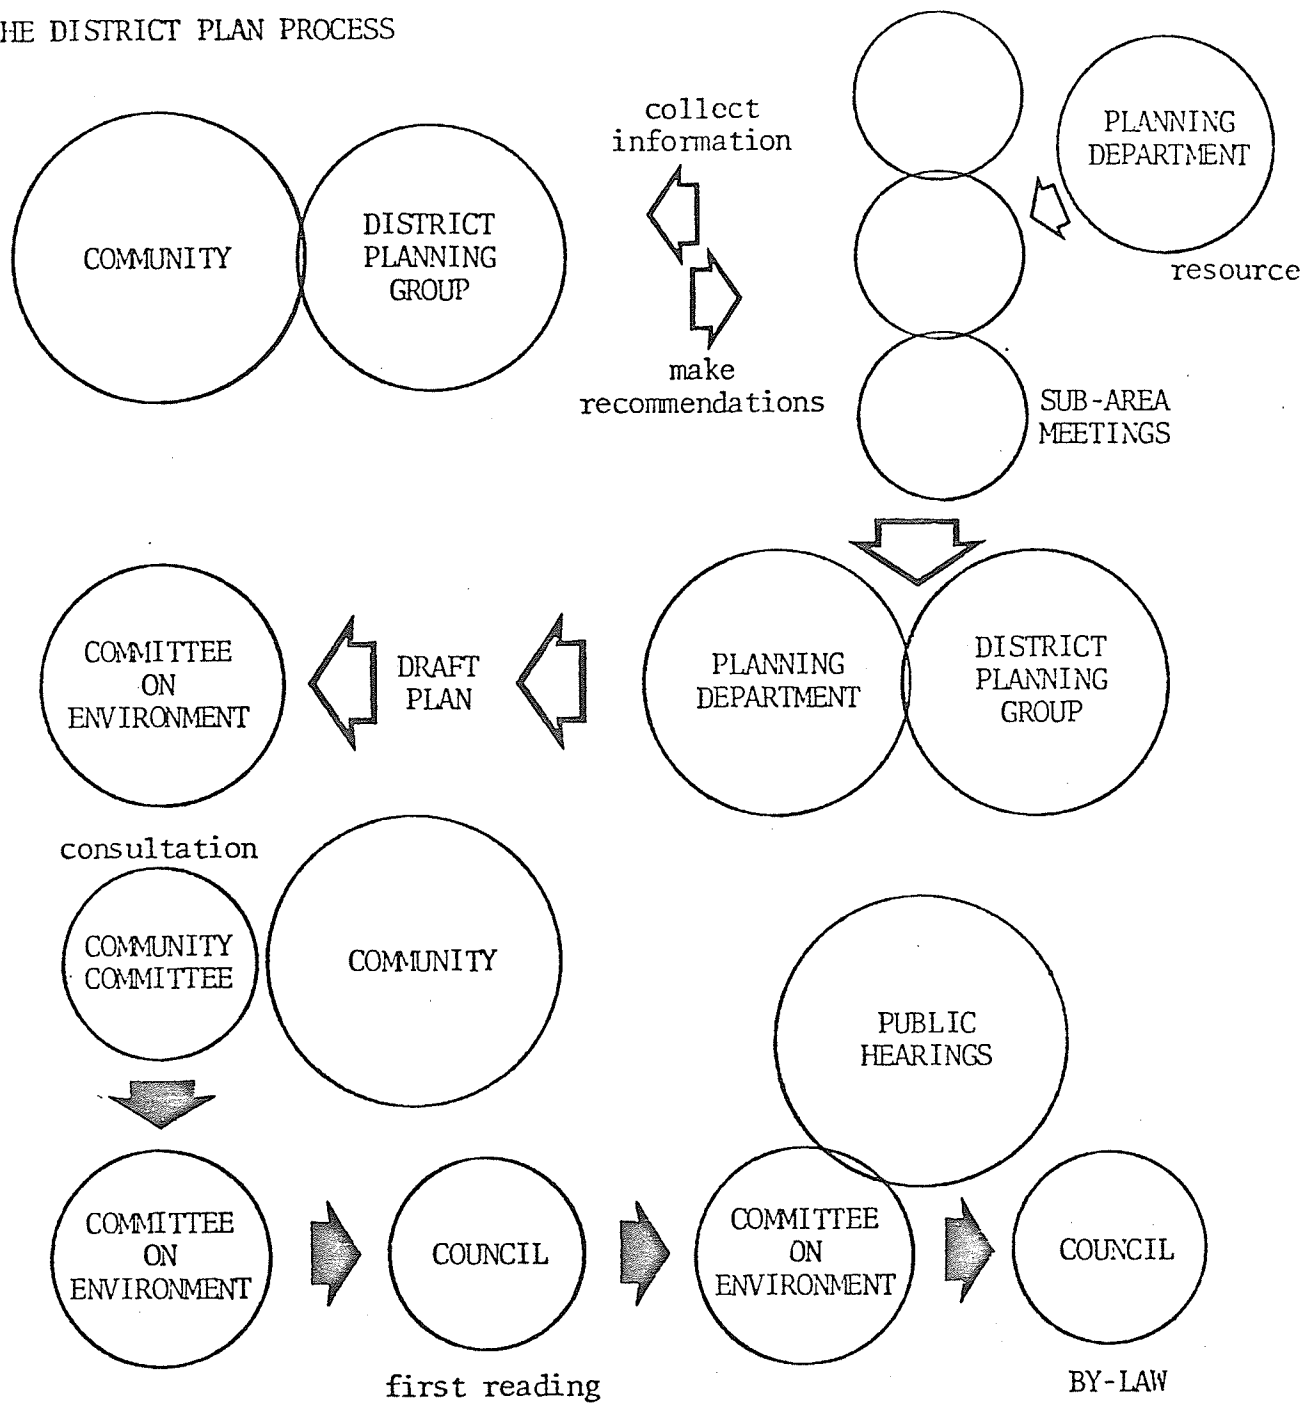 HE DISTRICT PLAN PROCESS
collect
information
PLANNING
DEPARTMENT
resource
COMMUNITY
DISTRICT
PLANNING
GROUP
make
recommendations
SUB-AREA
MEETINGS
COMMITTEE
ON
ENVIRONMENT
DRAFT
PLAN
PLANNING
DEPARTMENT
DISTRICT
PLANNING
GROUP
consultation
COMMUNITY
COMMITTEE
COMMUNITY
PUBLIC
HEARINGS
COMMITTEE
ON
ENVIRONMENT
COUNCIL
first reading
COMMITTEE
ON
ENVIRONMENT
COUNCIL
BY-LAW